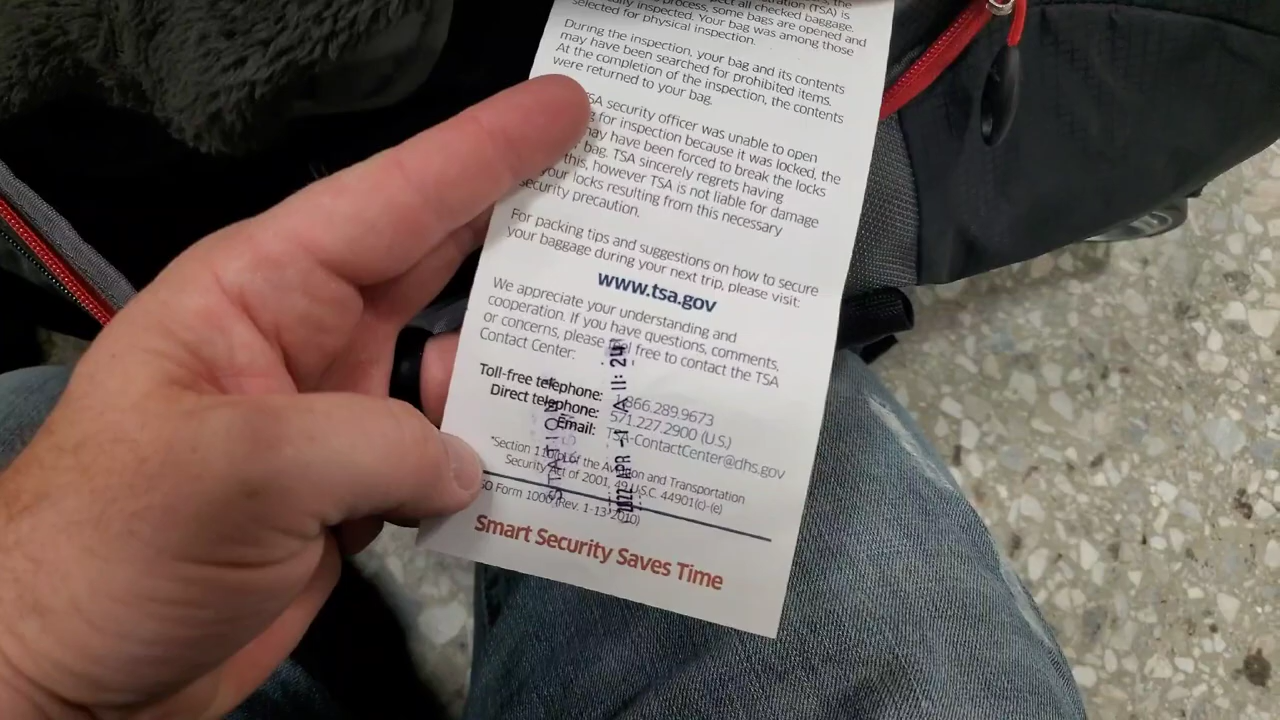 all checked baggage.
process, some bags are opened and
inspected. Your bag was among those
selected for physical inspection.
During the inspection, your bag and its contents
may have been searched for prohibited items.
At the completion of the inspection, the contents
were returned to your bag.
TSA security officer was unable to open
for inspection because it was locked, the
may have been forced to break the locks
bag. TSA sincerely regrets having
this, however TSA is not liable for damage
your locks resulting from this necessary
security precaution.
For packing tips and suggestions on how to secure
your baggage during your next trip, please visit:
www.tsa.gov
We appreciate your understanding and
cooperation. If you have questions, comments,
or concerns, please feel free to contact the TSA
Contact Center:
Toll-free telephone: 866.289.9673
Direct telephone: 571.227.2900 (U.S.)
Email: TSA-ContactCenter@dhs.gov
*Section of the Aviation and Transportation
Security Act of 2001, 49 U.S.C. 44901(c)-(e)
Form 1000 (Rev. 1-13-2010)
Smart Security Saves Time
STATION
2022 APR -1 A 11: 24